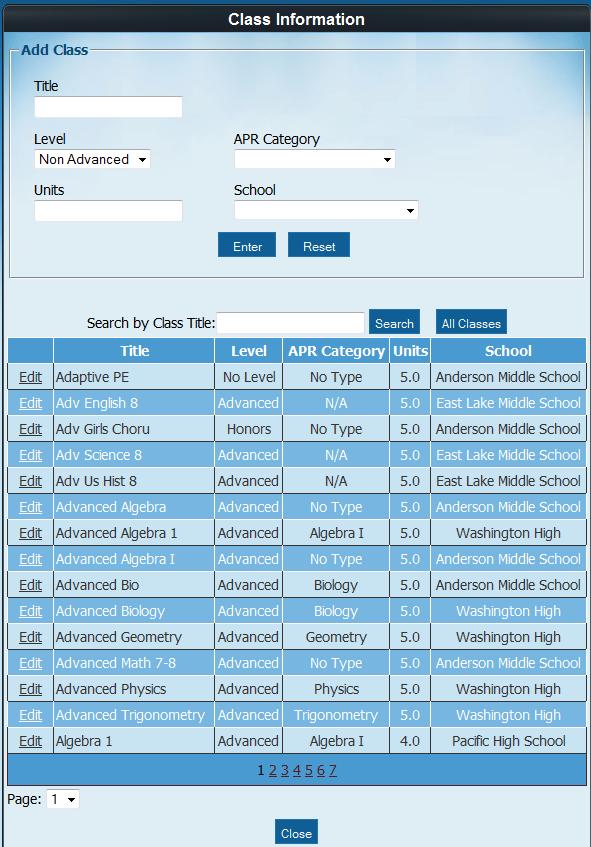 Class Information
Add Class
Title
Level APR Category
Non Advanced
Units School
Enter Reset
Search by Class Title: Search All Classes
Title Level APR Category Units School
Edit Adaptive PE No Level No Type 5.0 Anderson Middle School
Edit Adv English 8 Advanced N/A 5.0 East Lake Middle School
Edit Adv Girls Choru Honors No Type 5.0 Anderson Middle School
Edit Adv Science 8 Advanced N/A 5.0 East Lake Middle School
Edit Adv Us Hist 8 Advanced N/A 5.0 East Lake Middle School
Edit Advanced Algebra Advanced No Type 5.0 Anderson Middle School
Edit Advanced Algebra 1 Advanced Algebra I 5.0 Washington High
Edit Advanced Algebra I Advanced No Type 5.0 Anderson Middle School
Edit Advanced Bio Advanced Biology 5.0 Anderson Middle School
Edit Advanced Biology Advanced Biology 5.0 Washington High
Edit Advanced Geometry Advanced Geometry 5.0 Washington High
Edit Advanced Math 7-8 Advanced No Type 5.0 Anderson Middle School
Edit Advanced Physics Advanced Physics 5.0 Washington High
Edit Advanced Trigonometry Advanced Trigonometry 5.0 Washington High
Edit Algebra 1 Advanced Algebra I 4.0 Pacific High School
1 2 3 4 5 6 7
Page: 1
Close